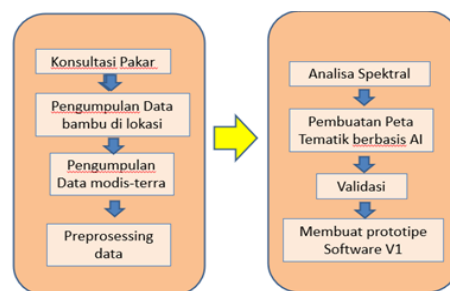 Konsultasi Pakar
Pengumpulan Data
bambu di lokasi
Pengumpulan
Data modis-terra
Preprosessing
data
Analisa Spektral
Pembuatan Peta
Tematik berbasis AI
Validasi
Membuat prototipe
Software V1